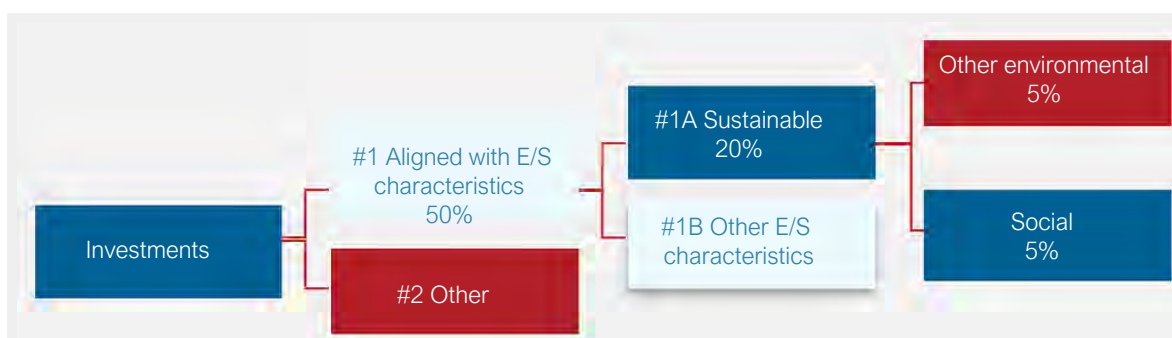 Investments
#1 Aligned with E/S
characteristics
50%
#2 Other
#1A Sustainable
20%
#1B Other E/S
characteristics
Other environmental
5%
Social
5%